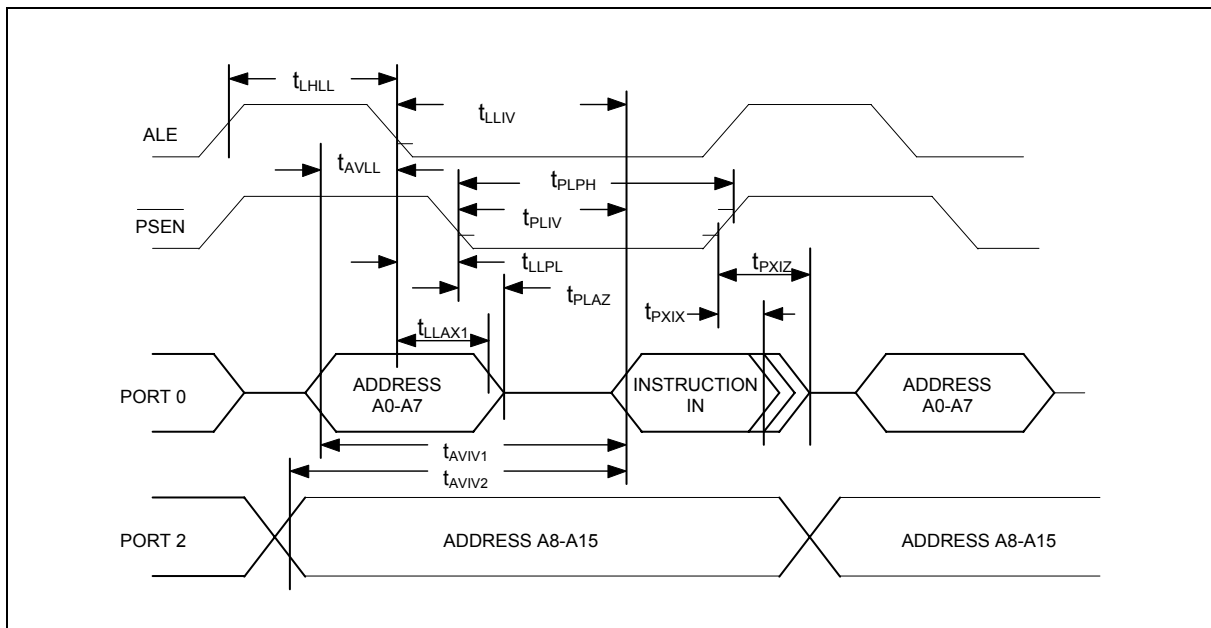 tLHLL
tLLIV
ALE
tAVLL
tPLPH
PSEN
tPLIV
tLLPL
tPXIZ
tPLAZ
tPXIX
tLLAX1
PORT 0
ADDRESS
A0-A7
INSTRUCTION
IN
ADDRESS
A0-A7
tAVIV1
tAVIV2
PORT 2
ADDRESS A8-A15
ADDRESS A8-A15